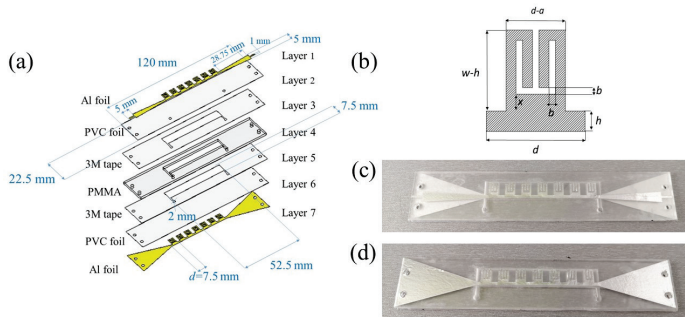 (a)
120 mm
28.75 mm
1 mm
5 mm
Layer 1
Layer 2
Layer 3
7.5 mm
Layer 4
Layer 5
Layer 6
Layer 7
5 mm
Al foil
PVC foil
3M tape
22.5 mm
PMMA
3M tape
2 mm
PVC foil
Al foil
52.5 mm
d=7.5 mm
(b)
d-a
w-h
x
b
b
h
d
(c)
(d)